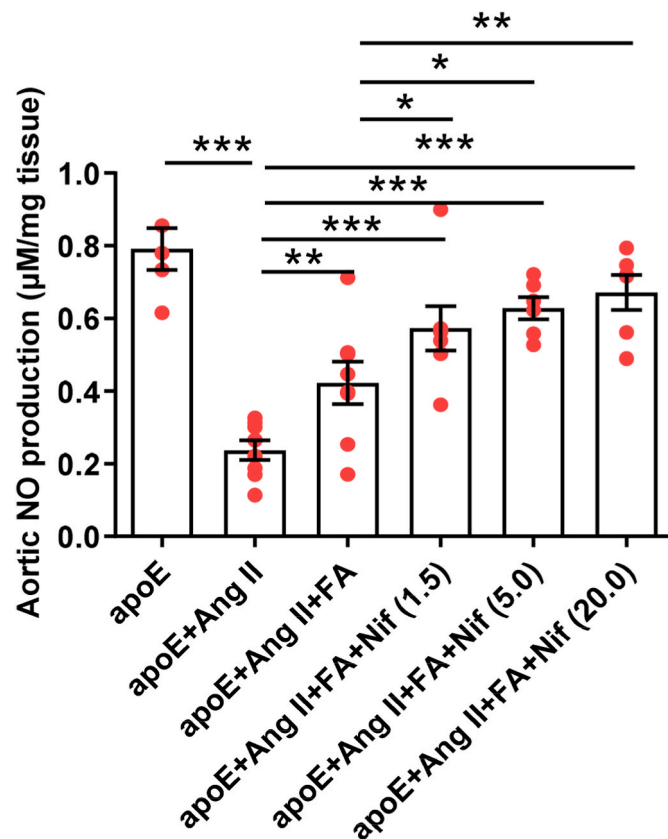 **
*
*
***
***
***
***
**
1.0
0.8
0.6
0.4
0.2
0.0
Aortic NO production (µM/mg tissue)
apoE
apoE+Ang II
apoE+Ang II+FA
apoE+Ang II+FA+Nif (1.5)
apoE+Ang II+FA+Nif (5.0)
apoE+Ang II+FA+Nif (20.0)